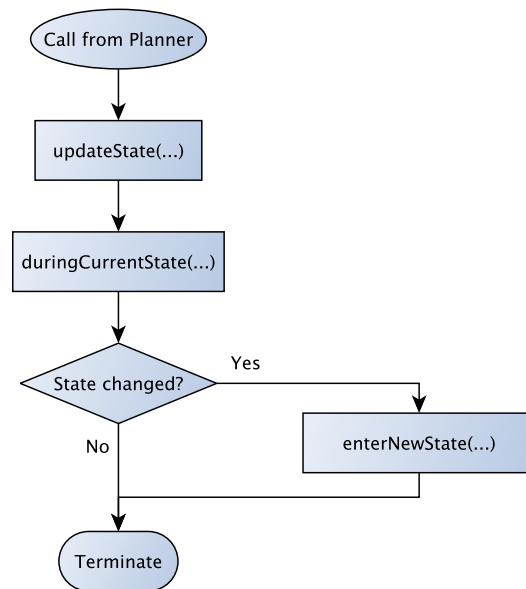 Call from Planner
updateState(...)
duringCurrentState(...)
Yes
State changed?
No
enterNewState(...)
Terminate